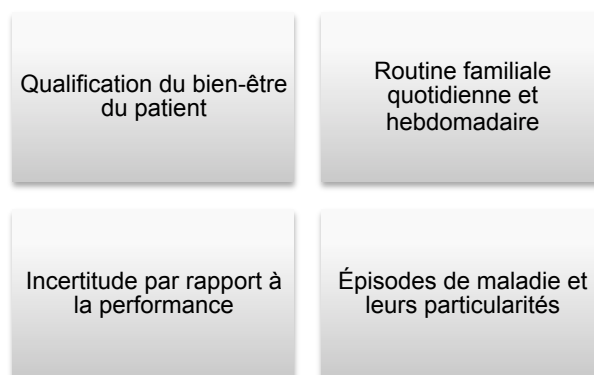 Qualification du bien-être
du patient
Routine familiale
quotidienne et
hebdomadaire
Incertitude par rapport à
la performance
Épisodes de maladie et
leurs particularités